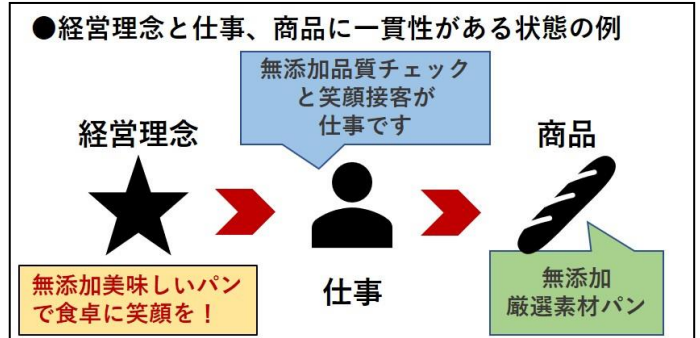 ●経営理念と仕事、商品に一貫性がある状態の例
無添加品質チェック
と笑顔接客が
仕事です
経営理念
商品
無添加美味しいパン
で食卓に笑顔を！
仕事
無添加
厳選素材パン